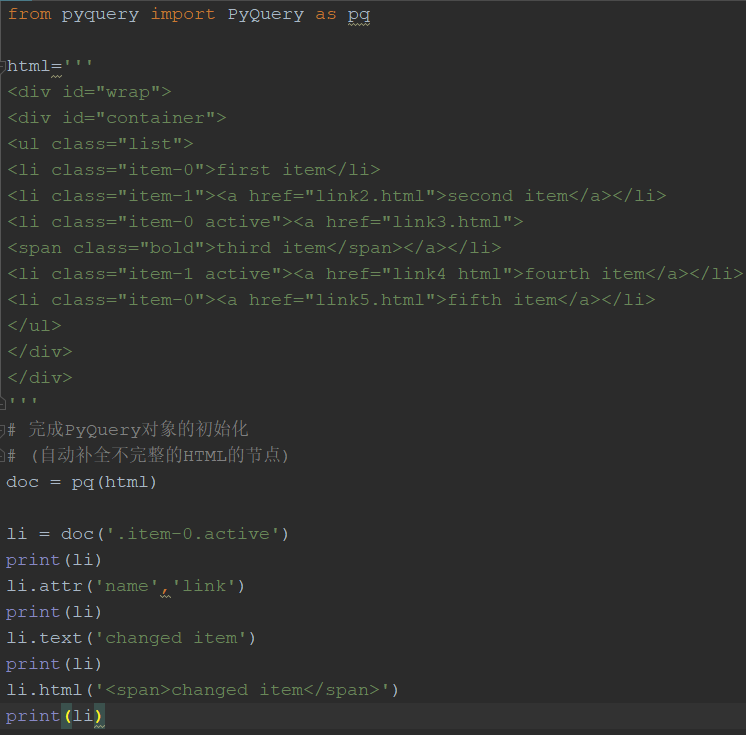 from pyquery import PyQuery as pq
html='''
<div id="wrap">
<div id="container">
<ul class="list">
<li class="item-0">first item</li>
<li class="item-1"><a href="link2.html">second item</a></li>
<li class="item-0 active"><a href="link3.html">
<span class="bold">third item</span></a></li>
<li class="item-1 active"><a href="link4 html">fourth item</a></li>
<li class="item-0"><a href="link5.html">fifth item</a></li>
</ul>
</div>
</div>
'''
# 完成PyQuery对象的初始化
# (自动补全不完整的HTML的节点)
doc = pq(html)
li = doc('.item-0.active')
print(li)
li.attr('name','link')
print(li)
li.text('changed item')
print(li)
li.html('<span>changed item</span>')
print(li)